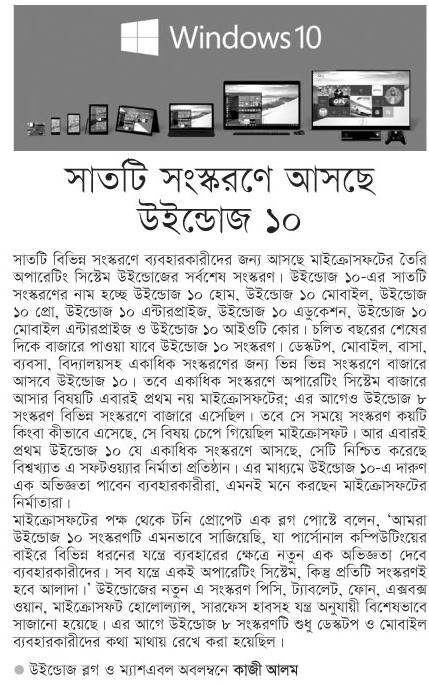 Windows 10
সাতটি সংস্করণে আসছে
উইন্ডোজ ১০
সাতটি বিভিন্ন সংস্করণে ব্যবহারকারীদের জন্য আসছে মাইক্রোসফটের তৈরি
অপারেটিং সিস্টেম উইন্ডোজের সর্বশেষ সংস্করণ। উইন্ডোজ ১০-এর সাতটি
সংস্করণের নাম হচ্ছে উইন্ডোজ ১০ হোম, উইন্ডোজ ১০ মোবাইল, উইন্ডোজ
১০ প্রো, উইন্ডোজ ১০ এন্টারপ্রাইজ, উইন্ডোজ ১০ এডুকেশন, উইন্ডোজ ১০
মোবাইল এন্টারপ্রাইজ ও উইন্ডোজ ১০ আইওটি কোর। চলিত বছরের শেষের
দিকে বাজারে পাওয়া যাবে উইন্ডোজ ১০ সংস্করণ। ডেস্কটপ, মোবাইল, বাসা,
ব্যবসা, বিদ্যালয়সহ একাধিক সংস্করণের জন্য ভিন্ন ভিন্ন সংস্করণে বাজারে
আসবে উইন্ডোজ ১০। তবে একাধিক সংস্করণে অপারেটিং সিস্টেম বাজারে
আসার বিষয়টি এবারই প্রথম নয় মাইক্রোসফটের; এর আগেও উইন্ডোজ ৮
সংস্করণ বিভিন্ন সংস্করণে বাজারে এসেছিল। তবে সে সময়ে সংস্করণ কয়টি
কিংবা কীভাবে এসেছে, সে বিষয় চেপে গিয়েছিল মাইক্রোসফট। আর এবারই
প্রথম উইন্ডোজ ১০ যে একাধিক সংস্করণে আসছে, সেটি নিশ্চিত করেছে
বিশ্বখ্যাত এ সফটওয়্যার নির্মাতা প্রতিষ্ঠান। এর মাধ্যমে উইন্ডোজ ১০-এ দারুণ
এক অভিজ্ঞতা পাবেন ব্যবহারকারীরা, এমনই মনে করছেন মাইক্রোসফটের
নির্মাতারা।
মাইক্রোসফটের পক্ষ থেকে টনি প্রোপেট এক ব্লগ পোস্টে বলেন, ‘আমরা
উইন্ডোজ ১০ সংস্করণটি এমনভাবে সাজিয়েছি, যা পার্সোনাল কম্পিউটিংয়ের
বাইরে বিভিন্ন ধরনের যন্ত্রে ব্যবহারের ক্ষেত্রে নতুন এক অভিজ্ঞতা দেবে
ব্যবহারকারীদের। সব যন্ত্রে একই অপারেটিং সিস্টেম, কিন্তু প্রতিটি সংস্করণই
হবে আলাদা।’ উইন্ডোজের নতুন এ সংস্করণ পিসি, ট্যাবলেট, ফোন, এক্সবক্স
ওয়ান, মাইক্রোসফট হোলোল্যান্স, সারফেস হাবসহ যন্ত্র অনুযায়ী বিশেষভাবে
সাজানো হয়েছে। এর আগে উইন্ডোজ ৮ সংস্করণটি শুধু ডেস্কটপ ও মোবাইল
ব্যবহারকারীদের কথা মাথায় রেখে করা হয়েছিল।
● উইন্ডোজ ব্লগ ও ম্যাশএবল অবলম্বনে কাজী আলম